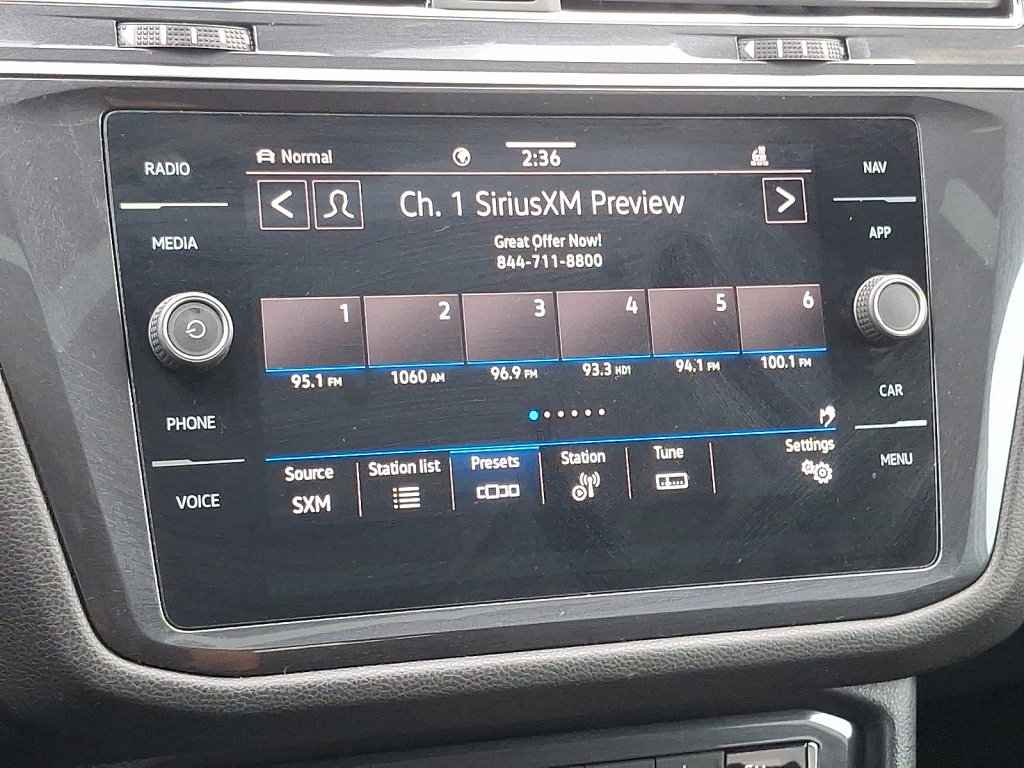 RADIO
MEDIA
PHONE
VOICE
Normal
2:36
Ch. 1 SiriusXM Preview
Great Offer Now!
844-711-8800
1 2 3 4 5 6
95.1 FM 1060 AM 96.9 FM 93.3 HD1 94.1 FM 100.1 FM
Source Station list Presets Station Tune Settings
SXM
NAV
APP
CAR
MENU